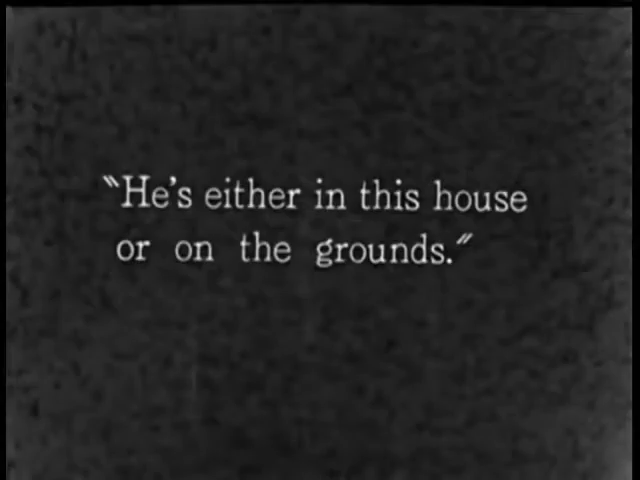 "He's either in this house
or on the grounds."